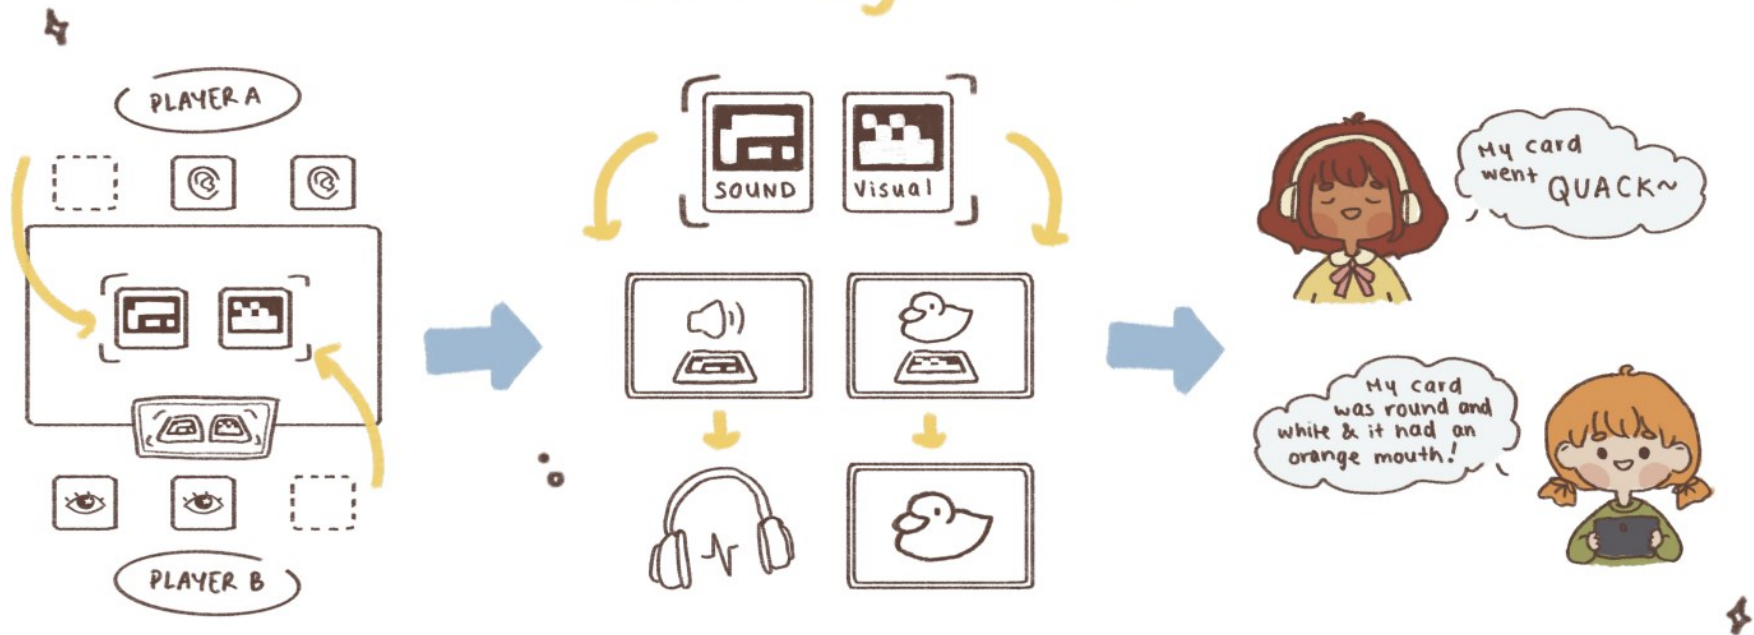 PLAYER A
PLAYER B
SOUND
Visual
My card
went QUACK~
My card
was round and
white & it had an
orange mouth!